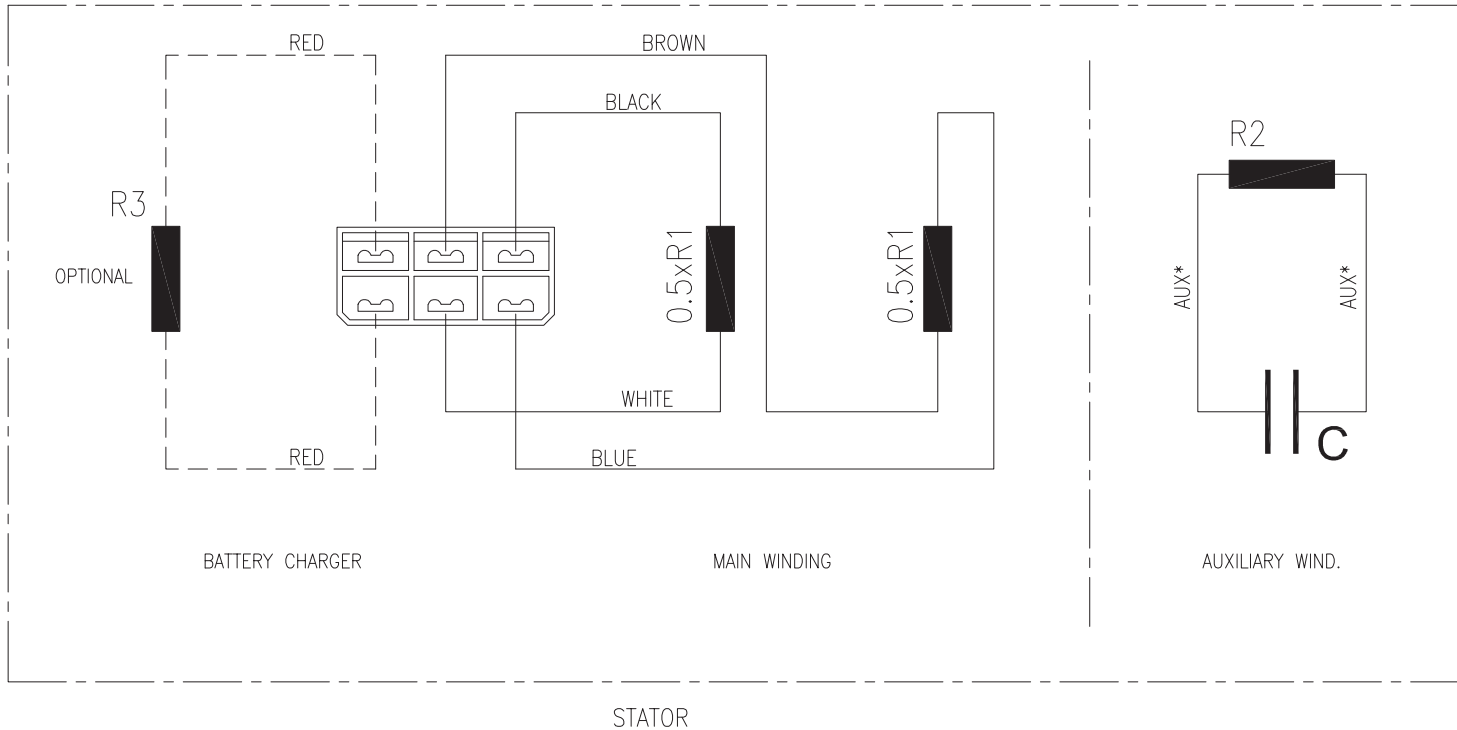 RED
BROWN
BLACK
R2
R3
OPTIONAL
0.5xR1
0.5xR1
AUX*
AUX*
WHITE
C
RED
BLUE
BATTERY CHARGER
MAIN WINDING
AUXILIARY WIND.
STATOR